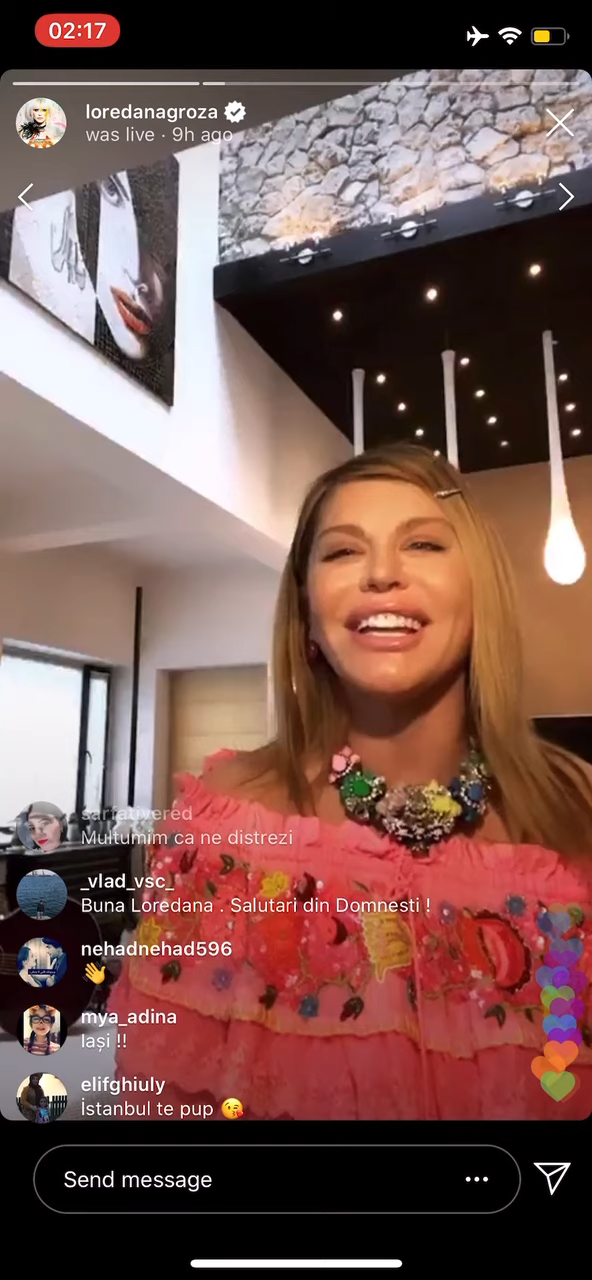 02:17
loredanagroza
was live · 9h ago
sarfativered
Multumim ca ne distrezi
_vlad_vsc_
Buna Loredana . Salutari din Domnesti !
nehadnehad596
👋
mya_adina
Iași !!
elifghiuly
İstanbul te pup 😘
Send message